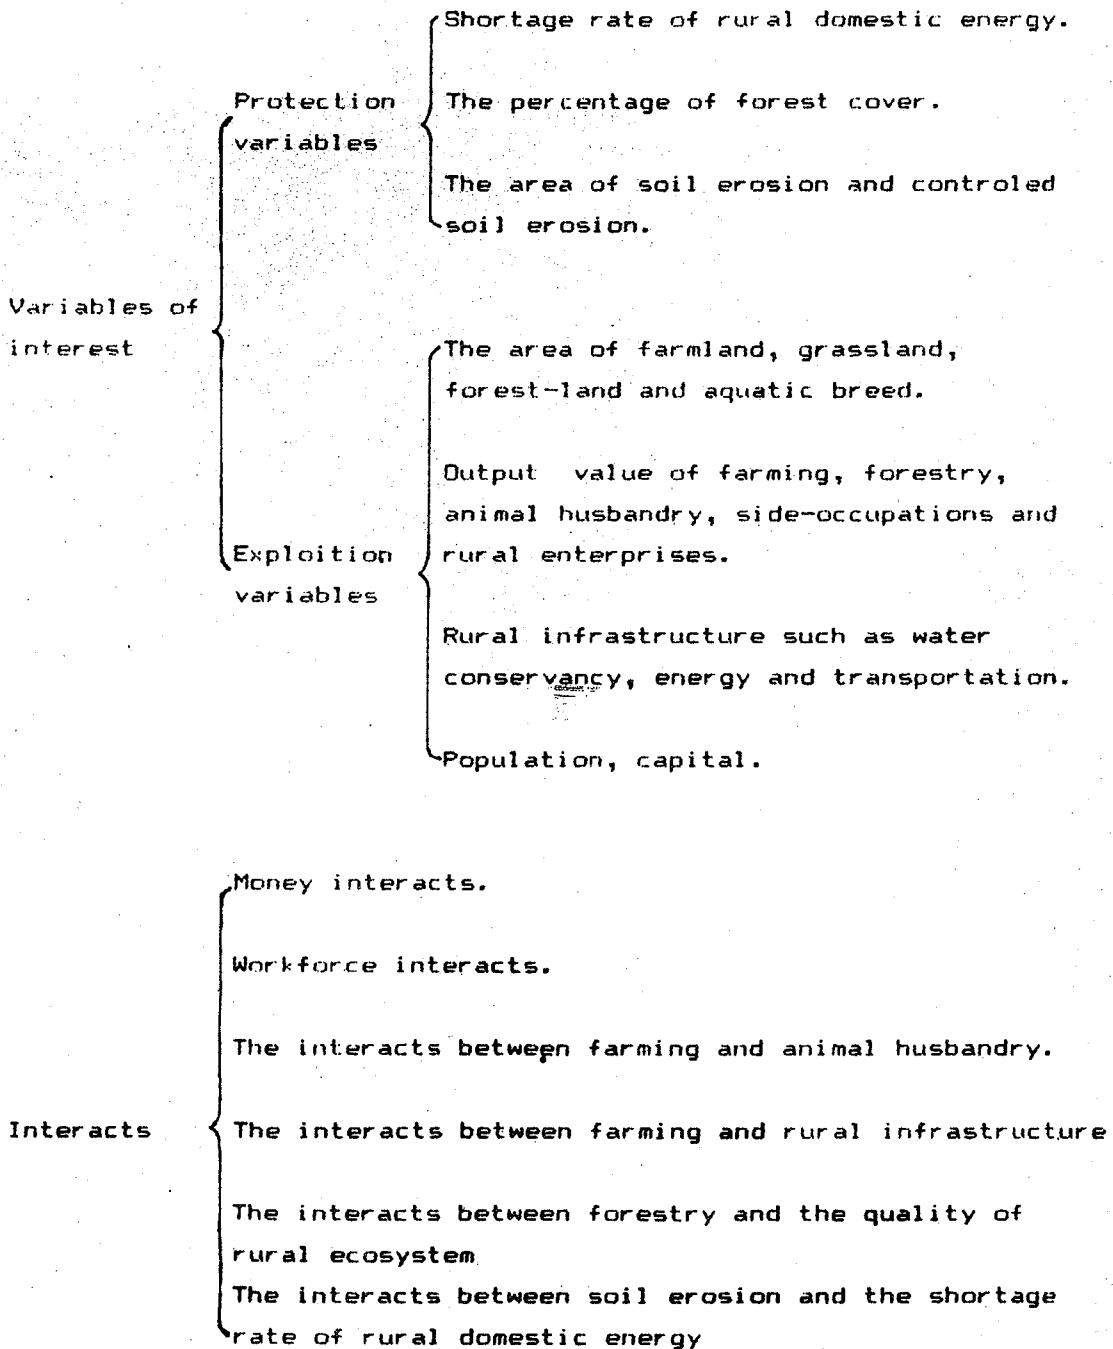 Shortage rate of rural domestic energy.
Protection
variables
The percentage of forest cover.
The area of soil erosion and controled
soil erosion.
Variables of
interest
The area of farmland, grassland,
forest-land and aquatic breed.
Output value of farming, forestry,
animal husbandry, side-occupations and
rural enterprises.
Exploition
variables
Rural infrastructure such as water
conservancy, energy and transportation.
Population, capital.
Money interacts.
Workforce interacts.
The interacts between farming and animal husbandry.
Interacts
The interacts between farming and rural infrastructure
The interacts between forestry and the quality of
rural ecosystem
The interacts between soil erosion and the shortage
rate of rural domestic energy